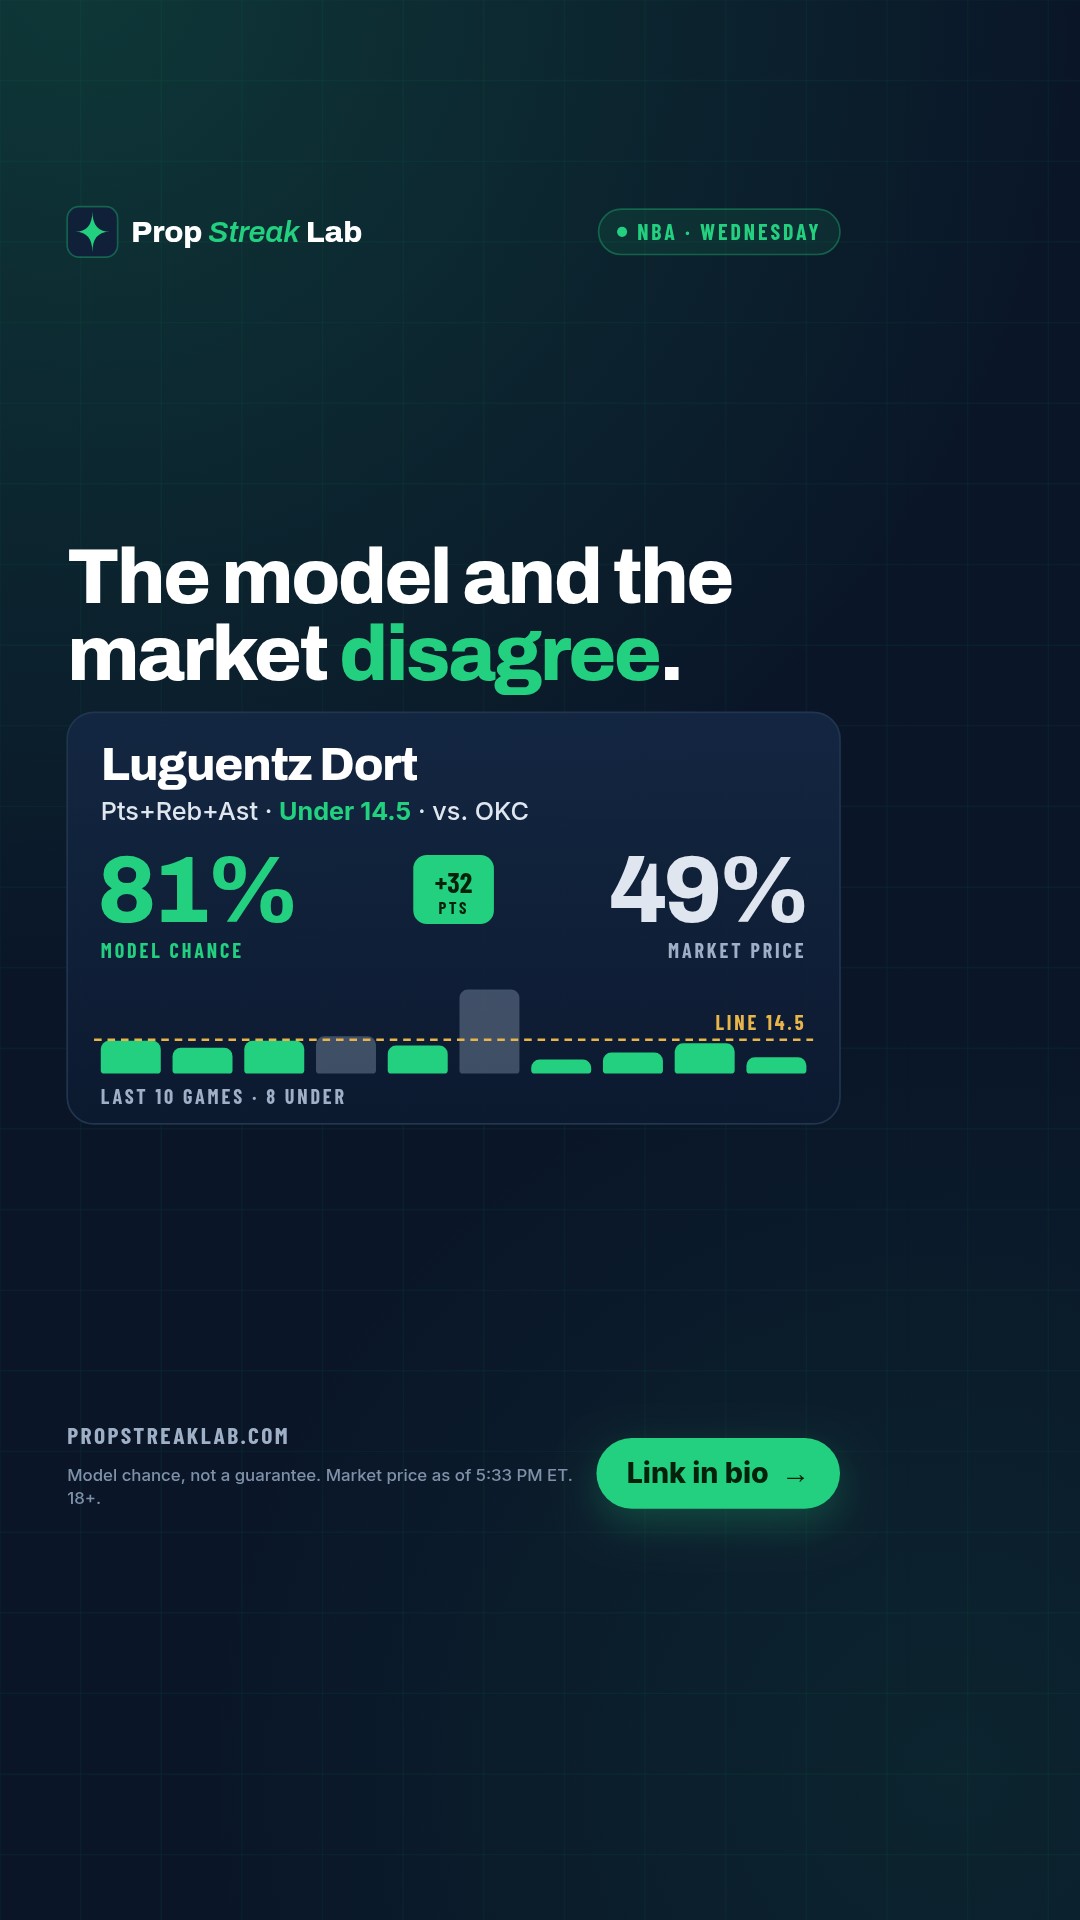 Prop Streak Lab
NBA · WEDNESDAY
The model and the
market disagree.
Luguentz Dort
Pts+Reb+Ast · Under 14.5 · vs. OKC
81%
+32
PTS
49%
MODEL CHANCE
MARKET PRICE
LINE 14.5
LAST 10 GAMES · 8 UNDER
PROPSTREAKLAB.COM
Model chance, not a guarantee. Market price as of 5:33 PM ET.
18+.
Link in bio →